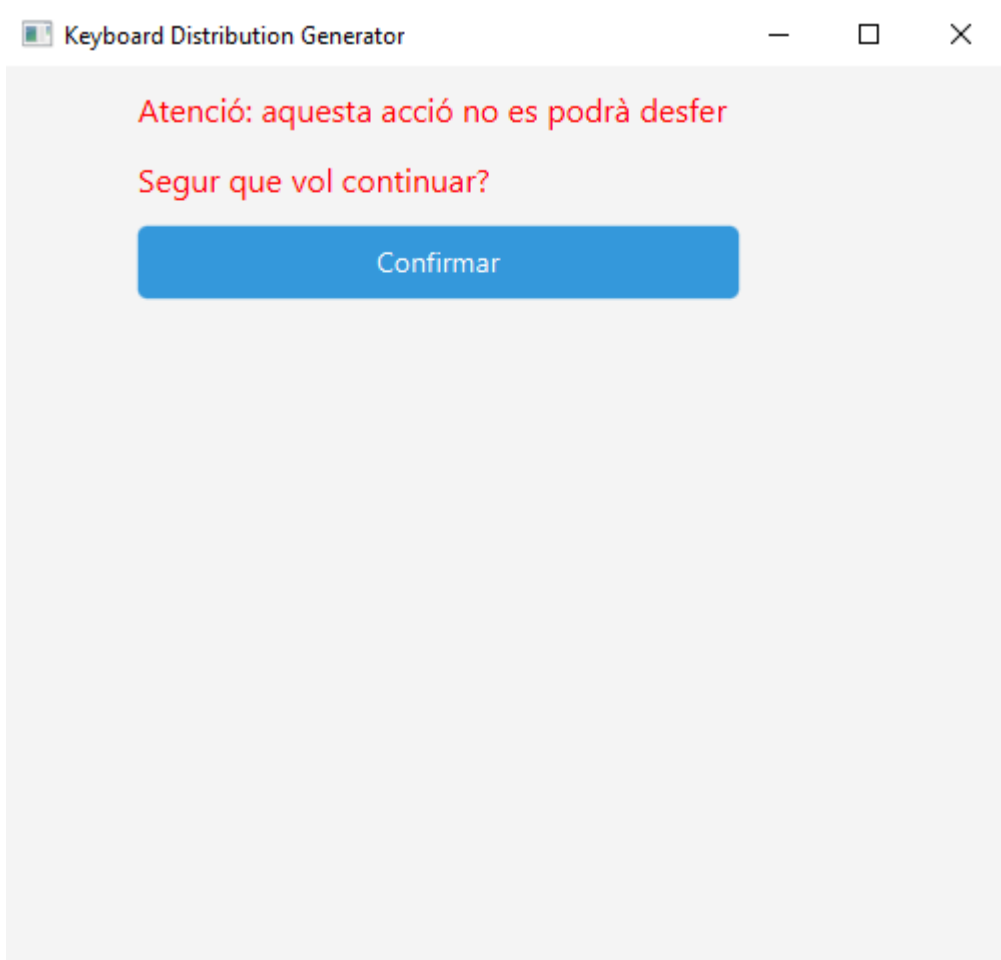 Keyboard Distribution Generator
Atenció: aquesta acció no es podrà desfer
Segur que vol continuar?
Confirmar